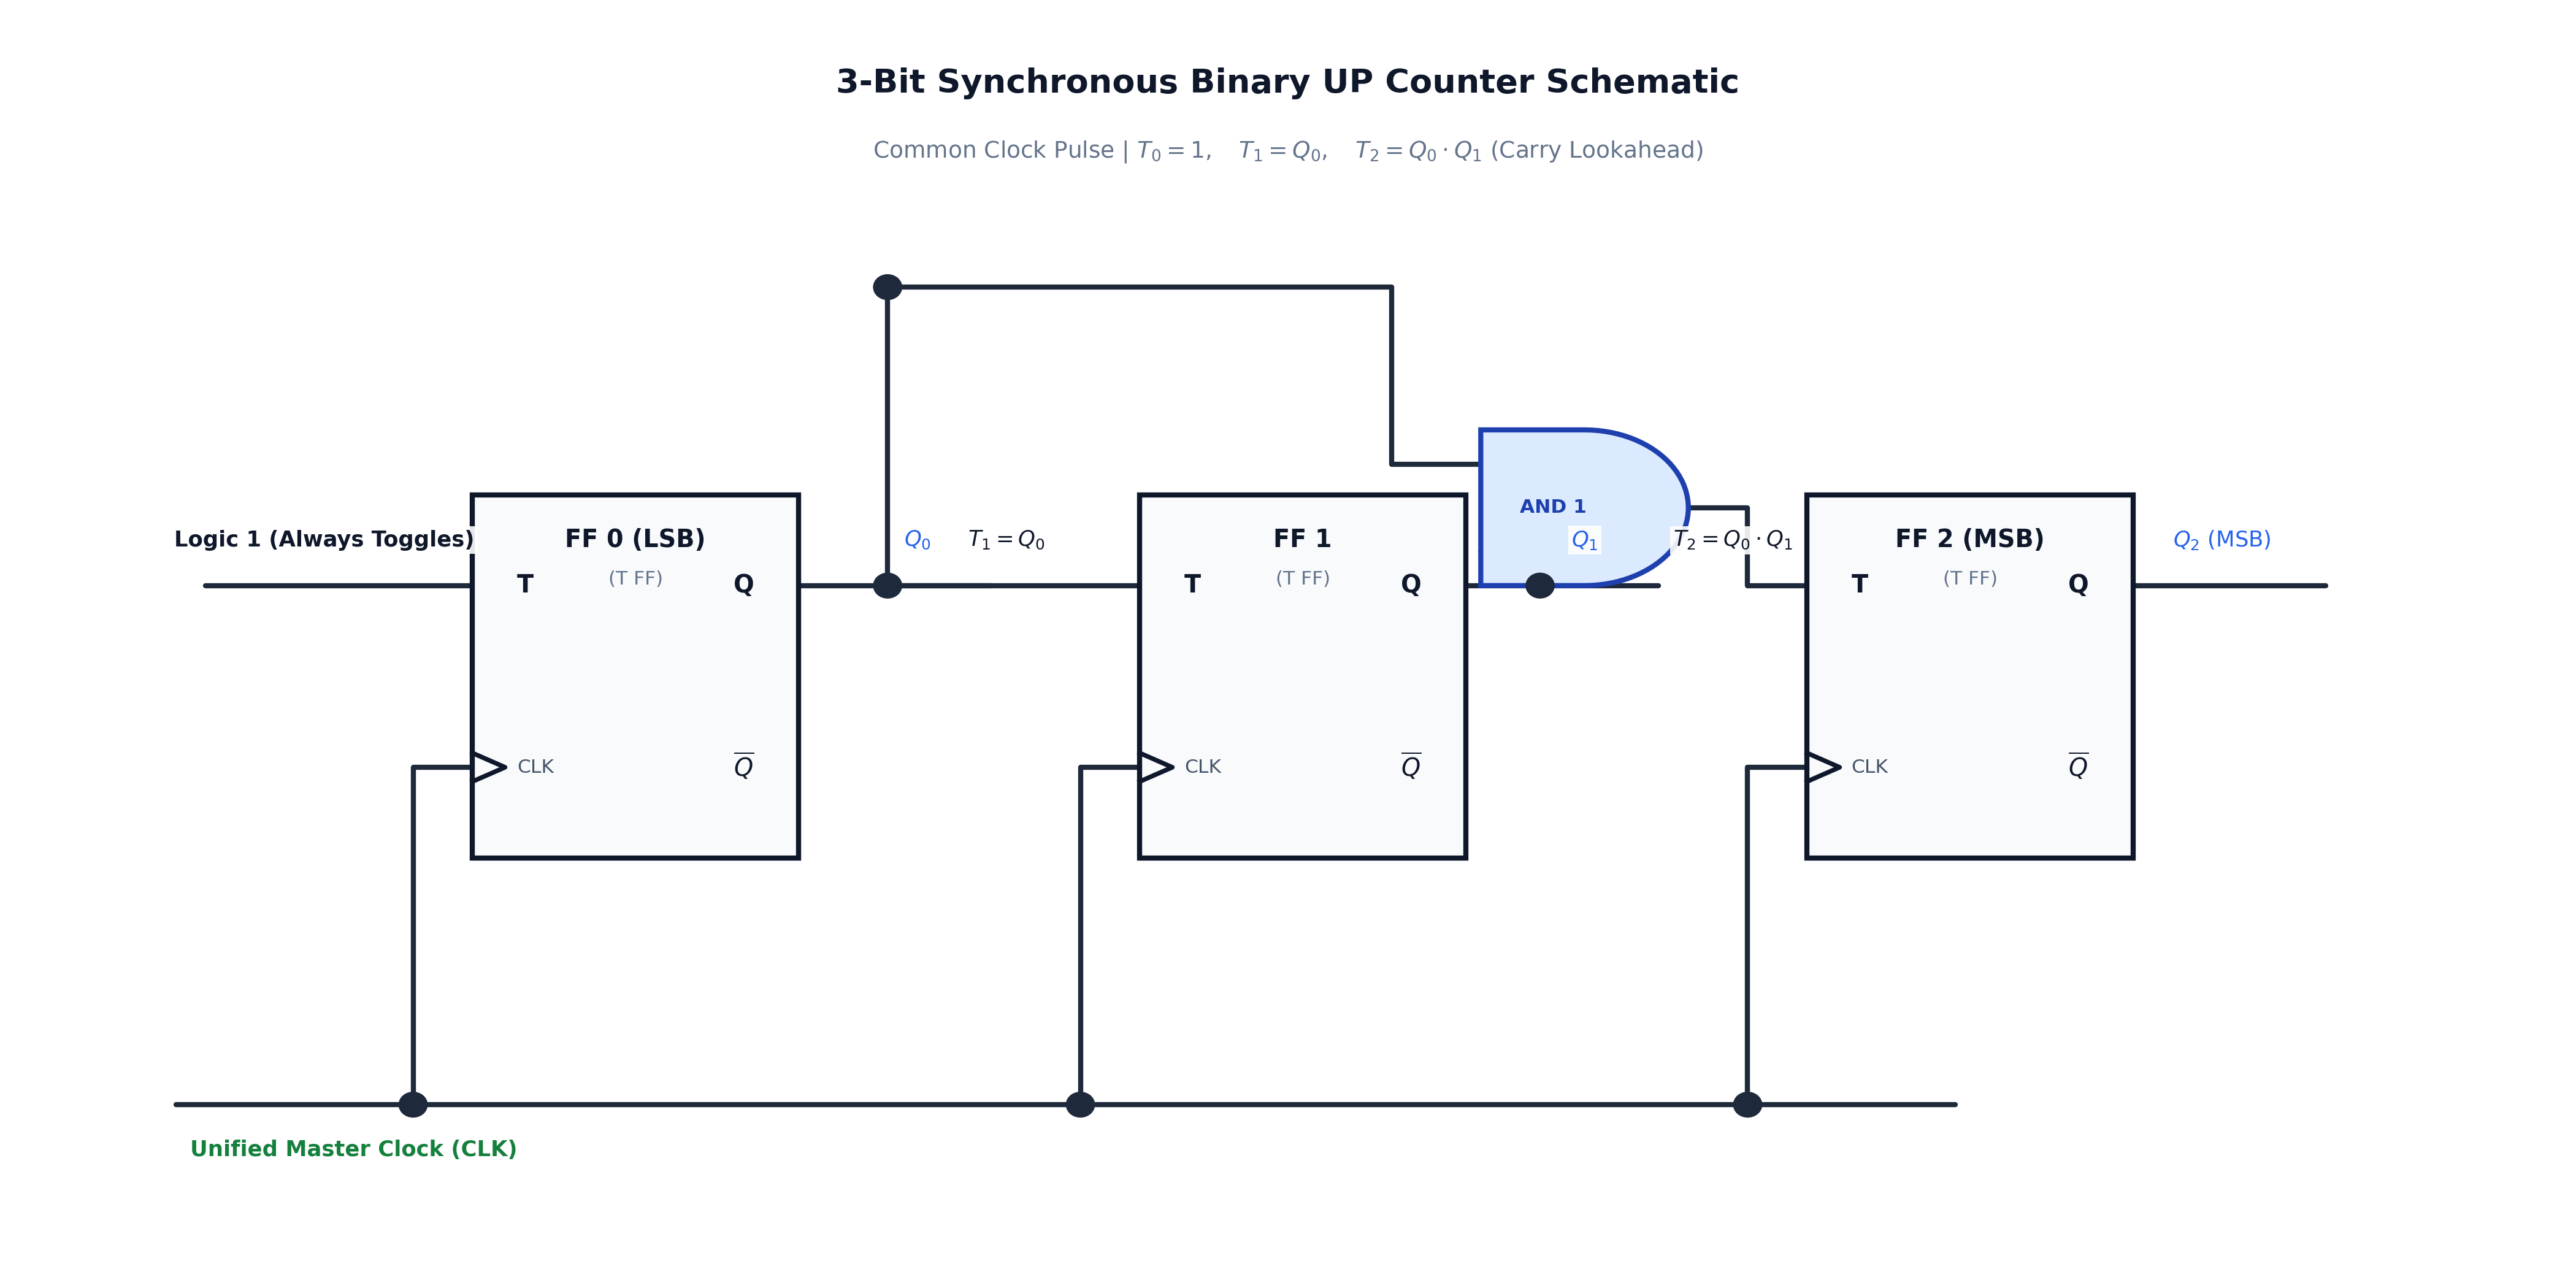 3-Bit Synchronous Binary UP Counter Schematic
Common Clock Pulse | T₀ = 1, T₁ = Q₀, T₂ = Q₀ · Q₁ (Carry Lookahead)
AND 1
Logic 1 (Always Toggles)
FF 0 (LSB)
(T FF)
T
Q
CLK
Q̅
Q₀
T₁ = Q₀
FF 1
(T FF)
T
Q
CLK
Q̅
Q₁
T₂ = Q₀ · Q₁
FF 2 (MSB)
(T FF)
T
Q
CLK
Q̅
Q₂ (MSB)
Unified Master Clock (CLK)